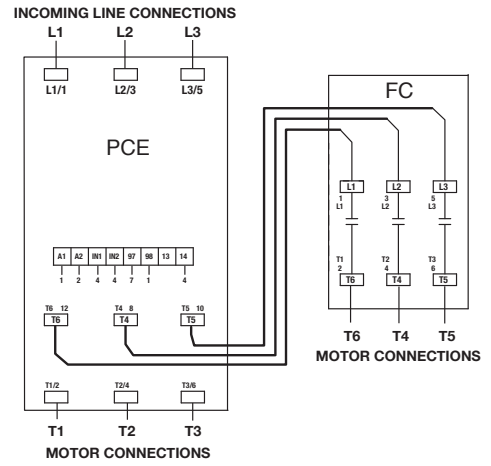 INCOMING LINE CONNECTIONS
L1 L2 L3
L1/1 L2/3 L3/5
PCE
A1 A2 IN1 IN2 97 98 13 14
1 2 4 4 7 1 4
T6 12 T4 8 T5 10
T6 T4 T5
T1/2 T2/4 T3/6
T1 T2 T3
MOTOR CONNECTIONS
FC
L1 L2 L3
1 3 5
L1 L2 L3
T1 T2 T3
2 4 6
T6 T4 T5
T6 T4 T5
MOTOR CONNECTIONS